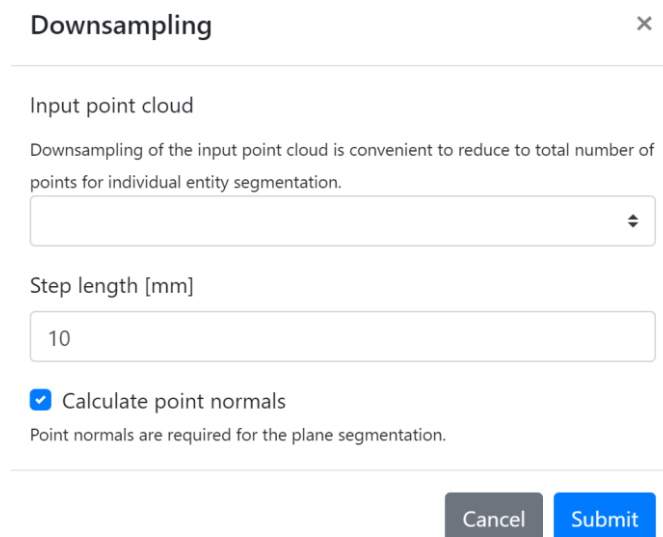 Downsampling
×
Input point cloud
Downsampling of the input point cloud is convenient to reduce to total number of
points for individual entity segmentation.
Step length [mm]
10
Calculate point normals
Point normals are required for the plane segmentation.
Cancel Submit